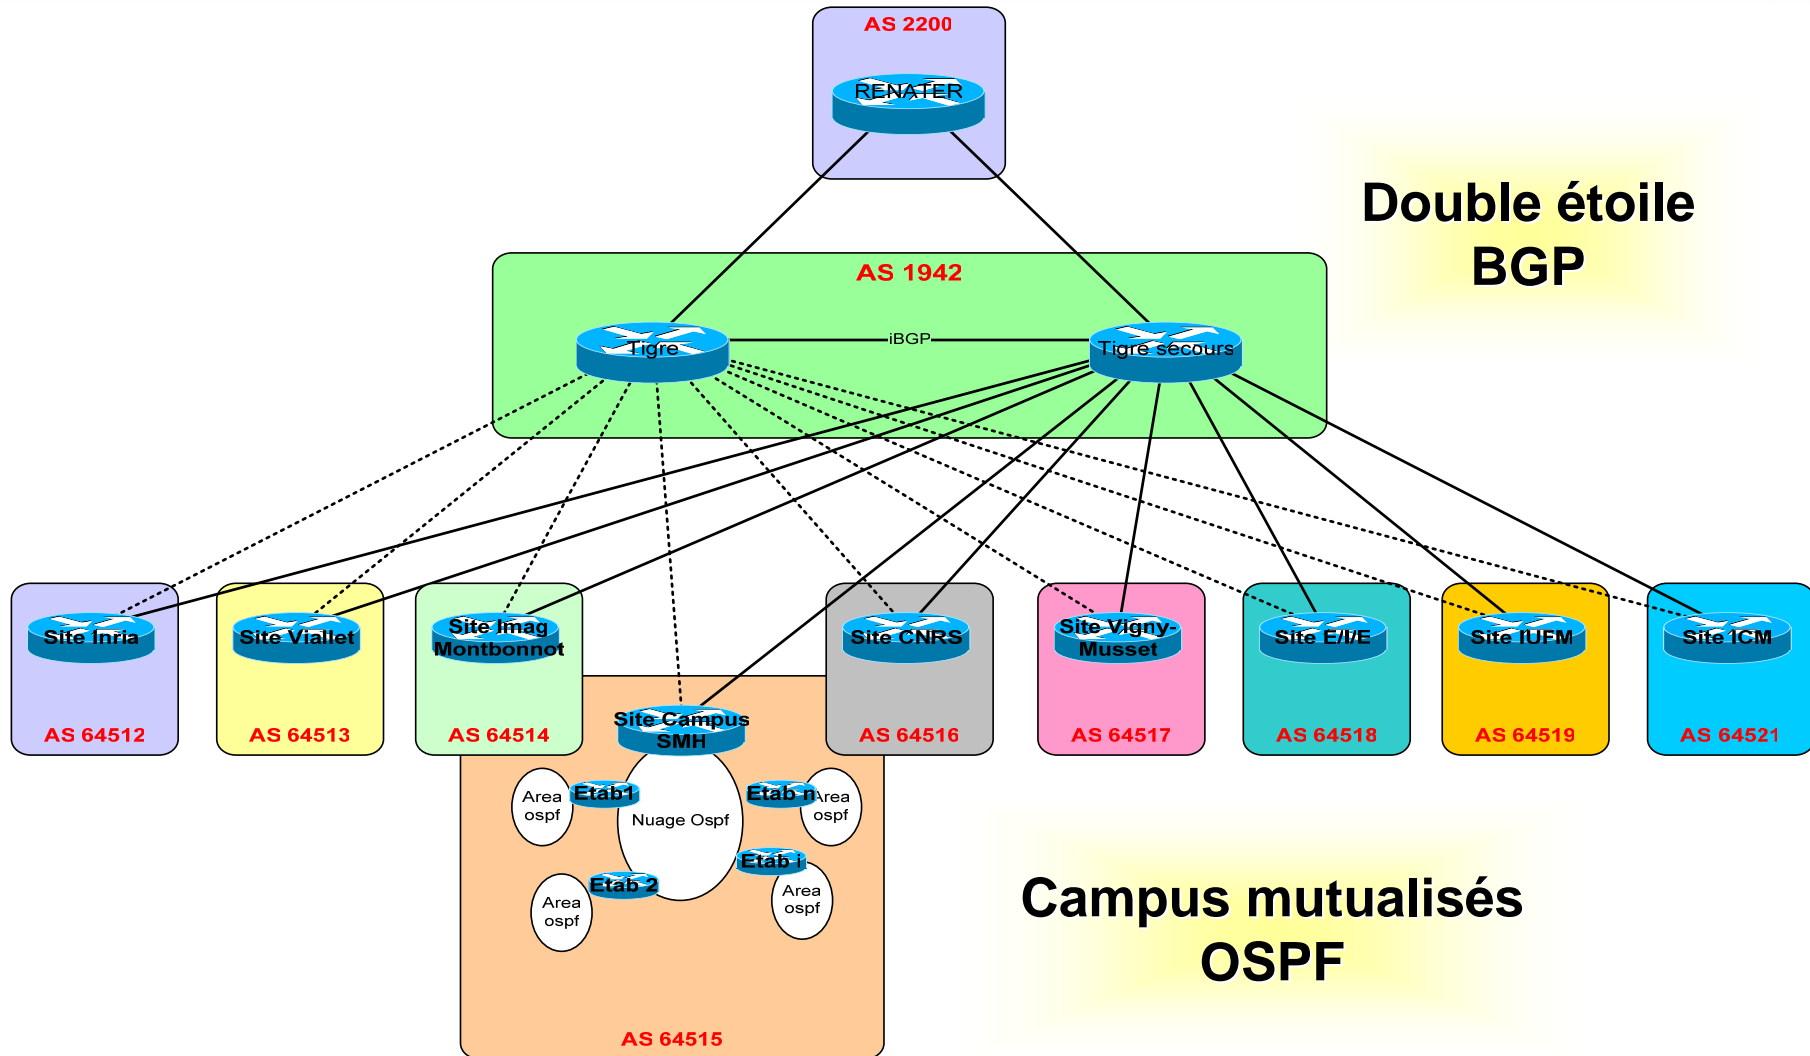 AS 2200
RENATER
Double étoile
BGP
AS 1942
Tigre
iBGP
Tigre sécours
Site Inria
Site Viallet
Site Imag
Montbonnot
Site CNRS
Site Vigny-
Musset
Site E/I/E
Site IUFM
Site ICM
AS 64512
AS 64513
AS 64514
AS 64516
AS 64517
AS 64518
AS 64519
AS 64521
Site Campus
SMH
Area
ospf
Etab1
Nuage Ospf
Etab n
Area
ospf
Etab 2
Area
ospf
Etab i
Area
ospf
AS 64515
Campus mutualisés
OSPF